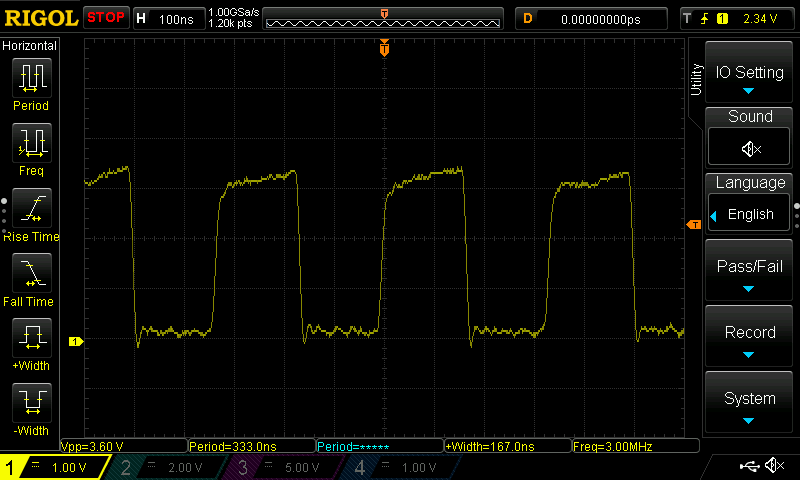 RIGOL STOP H 100ns 1.00GSa/s D 0.00000000ps T 1 2.34 V
1.20k pts
T
Horizontal
Period
Freq
Rise Time
Fall Time
+Width
-Width
T
1
Utility
IO Setting
Sound
Language
English
Pass/Fail
Record
System
Vpp=3.60 V Period=333.0ns Period=***** +Width=167.0ns Freq=3.00MHz
1 1.00 V 2 2.00 V 3 5.00 V 4 1.00 V